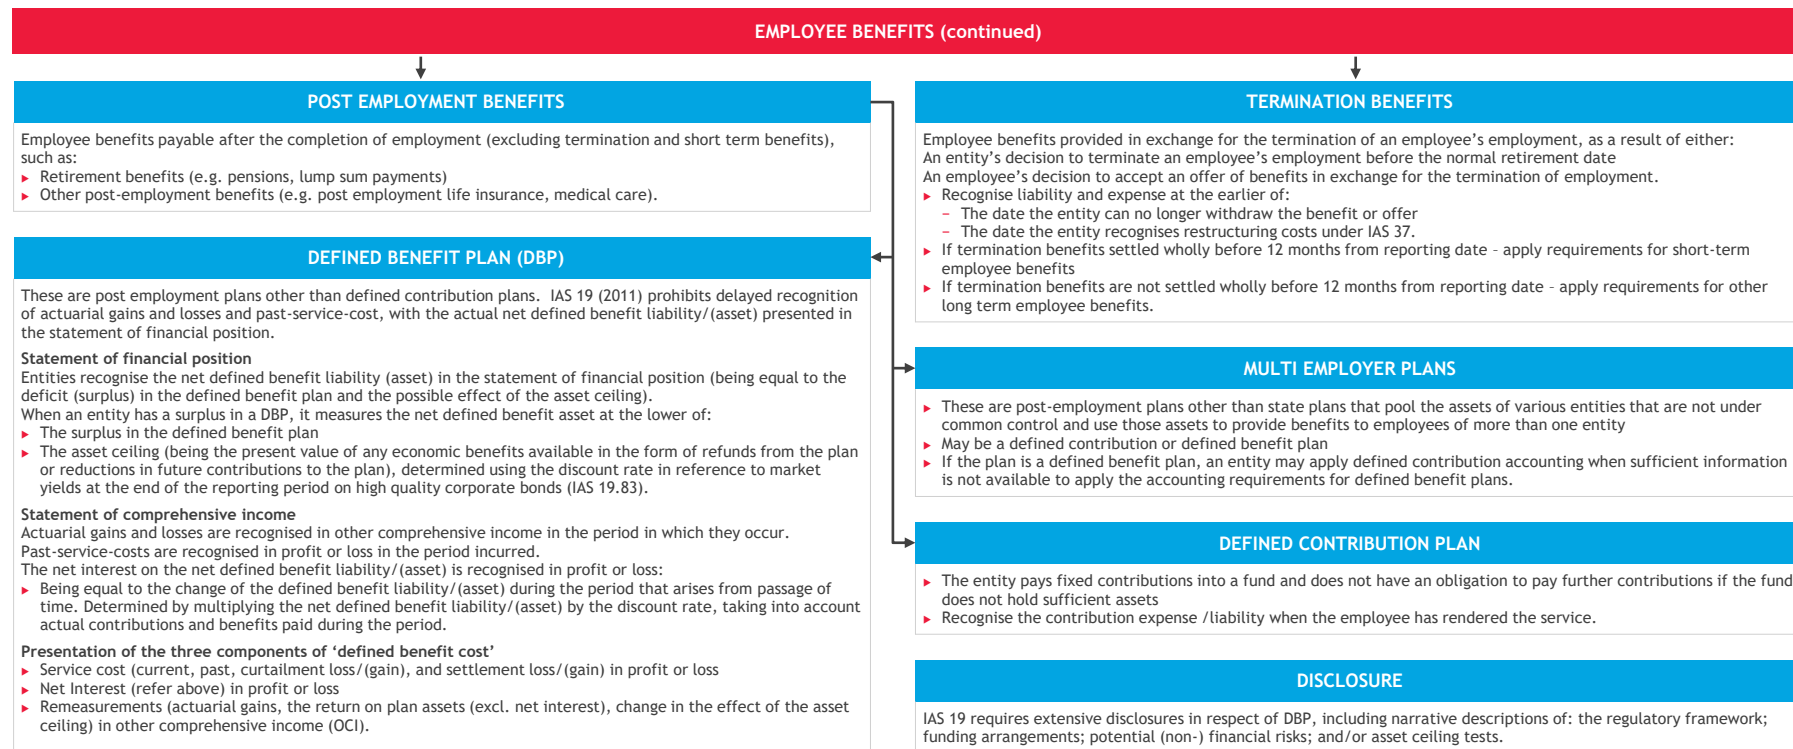 EMPLOYEE BENEFITS (continued)
POST EMPLOYMENT BENEFITS
Employee benefits payable after the completion of employment (excluding termination and short term benefits),
such as:
► Retirement benefits (e.g. pensions, lump sum payments)
► Other post-employment benefits (e.g. post employment life insurance, medical care).
DEFINED BENEFIT PLAN (DBP)
These are post employment plans other than defined contribution plans. IAS 19 (2011) prohibits delayed recognition
of actuarial gains and losses and past-service-cost, with the actual net defined benefit liability/(asset) presented in
the statement of financial position.
Statement of financial position
Entities recognise the net defined benefit liability (asset) in the statement of financial position (being equal to the
deficit (surplus) in the defined benefit plan and the possible effect of the asset ceiling).
When an entity has a surplus in a DBP, it measures the net defined benefit asset at the lower of:
► The surplus in the defined benefit plan
► The asset ceiling (being the present value of any economic benefits available in the form of refunds from the plan
or reductions in future contributions to the plan), determined using the discount rate in reference to market
yields at the end of the reporting period on high quality corporate bonds (IAS 19.83).
Statement of comprehensive income
Actuarial gains and losses are recognised in other comprehensive income in the period in which they occur.
Past-service-costs are recognised in profit or loss in the period incurred.
The net interest on the net defined benefit liability/(asset) is recognised in profit or loss:
► Being equal to the change of the defined benefit liability/(asset) during the period that arises from passage of
time. Determined by multiplying the net defined benefit liability/(asset) by the discount rate, taking into account
actual contributions and benefits paid during the period.
Presentation of the three components of ‘defined benefit cost’
► Service cost (current, past, curtailment loss/(gain), and settlement loss/(gain) in profit or loss
► Net Interest (refer above) in profit or loss
► Remeasurements (actuarial gains, the return on plan assets (excl. net interest), change in the effect of the asset
ceiling) in other comprehensive income (OCI).
TERMINATION BENEFITS
Employee benefits provided in exchange for the termination of an employee’s employment, as a result of either:
An entity’s decision to terminate an employee’s employment before the normal retirement date
An employee’s decision to accept an offer of benefits in exchange for the termination of employment.
► Recognise liability and expense at the earlier of:
− The date the entity can no longer withdraw the benefit or offer
− The date the entity recognises restructuring costs under IAS 37.
► If termination benefits settled wholly before 12 months from reporting date – apply requirements for short-term
employee benefits
► If termination benefits are not settled wholly before 12 months from reporting date – apply requirements for other
long term employee benefits.
MULTI EMPLOYER PLANS
► These are post-employment plans other than state plans that pool the assets of various entities that are not under
common control and use those assets to provide benefits to employees of more than one entity
► May be a defined contribution or defined benefit plan
► If the plan is a defined benefit plan, an entity may apply defined contribution accounting when sufficient information
is not available to apply the accounting requirements for defined benefit plans.
DEFINED CONTRIBUTION PLAN
► The entity pays fixed contributions into a fund and does not have an obligation to pay further contributions if the fund
does not hold sufficient assets
► Recognise the contribution expense /liability when the employee has rendered the service.
DISCLOSURE
IAS 19 requires extensive disclosures in respect of DBP, including narrative descriptions of: the regulatory framework;
funding arrangements; potential (non-) financial risks; and/or asset ceiling tests.